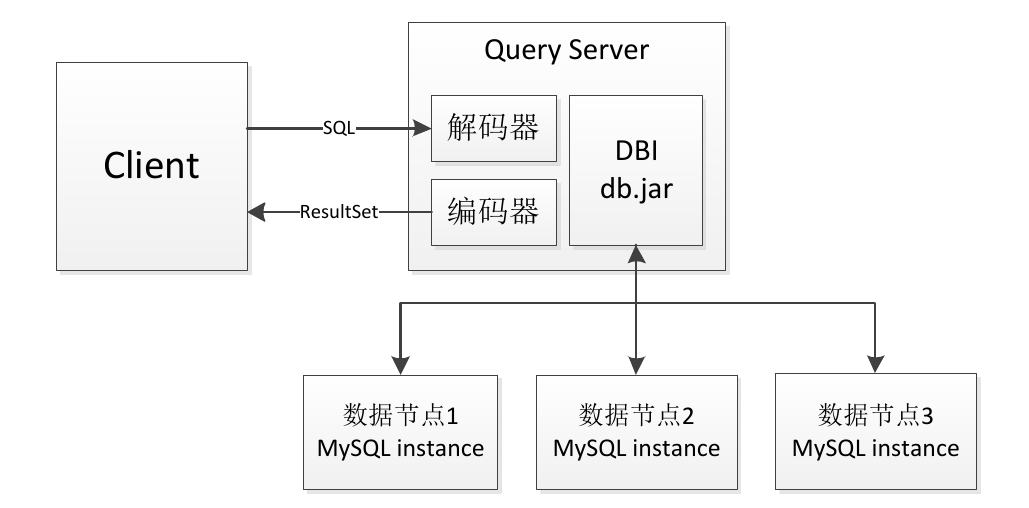 Query Server
Client
SQL
解码器
DBI
db.jar
ResultSet
编码器
数据节点1
MySQL instance
数据节点2
MySQL instance
数据节点3
MySQL instance